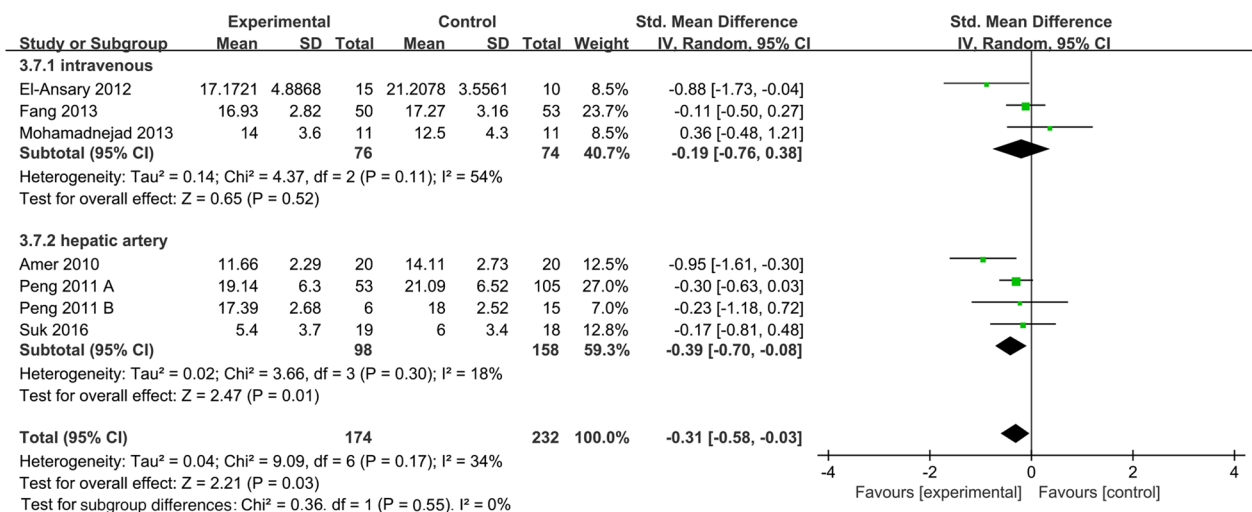 Experimental Control Std. Mean Difference Std. Mean Difference
Study or Subgroup Mean SD Total Mean SD Total Weight IV, Random, 95% CI IV, Random, 95% CI
3.7.1 intravenous
El-Ansary 2012 17.1721 4.8868 15 21.2078 3.5561 10 8.5% -0.88 [-1.73, -0.04]
Fang 2013 16.93 2.82 50 17.27 3.16 53 23.7% -0.11 [-0.50, 0.27]
Mohamadnejad 2013 14 3.6 11 12.5 4.3 11 8.5% 0.36 [-0.48, 1.21]
Subtotal (95% CI) 76 74 40.7% -0.19 [-0.76, 0.38]
Heterogeneity: Tau² = 0.14; Chi² = 4.37, df = 2 (P = 0.11); I² = 54%
Test for overall effect: Z = 0.65 (P = 0.52)
3.7.2 hepatic artery
Amer 2010 11.66 2.29 20 14.11 2.73 20 12.5% -0.95 [-1.61, -0.30]
Peng 2011 A 19.14 6.3 53 21.09 6.52 105 27.0% -0.30 [-0.63, 0.03]
Peng 2011 B 17.39 2.68 6 18 2.52 15 7.0% -0.23 [-1.18, 0.72]
Suk 2016 5.4 3.7 19 6 3.4 18 12.8% -0.17 [-0.81, 0.48]
Subtotal (95% CI) 98 158 59.3% -0.39 [-0.70, -0.08]
Heterogeneity: Tau² = 0.02; Chi² = 3.66, df = 3 (P = 0.30); I² = 18%
Test for overall effect: Z = 2.47 (P = 0.01)
Total (95% CI) 174 232 100.0% -0.31 [-0.58, -0.03]
Heterogeneity: Tau² = 0.04; Chi² = 9.09, df = 6 (P = 0.17); I² = 34%
Test for overall effect: Z = 2.21 (P = 0.03)
Test for subgroup differences: Chi² = 0.36, df = 1 (P = 0.55), I² = 0%
-4 -2 0 2 4
Favours [experimental] Favours [control]